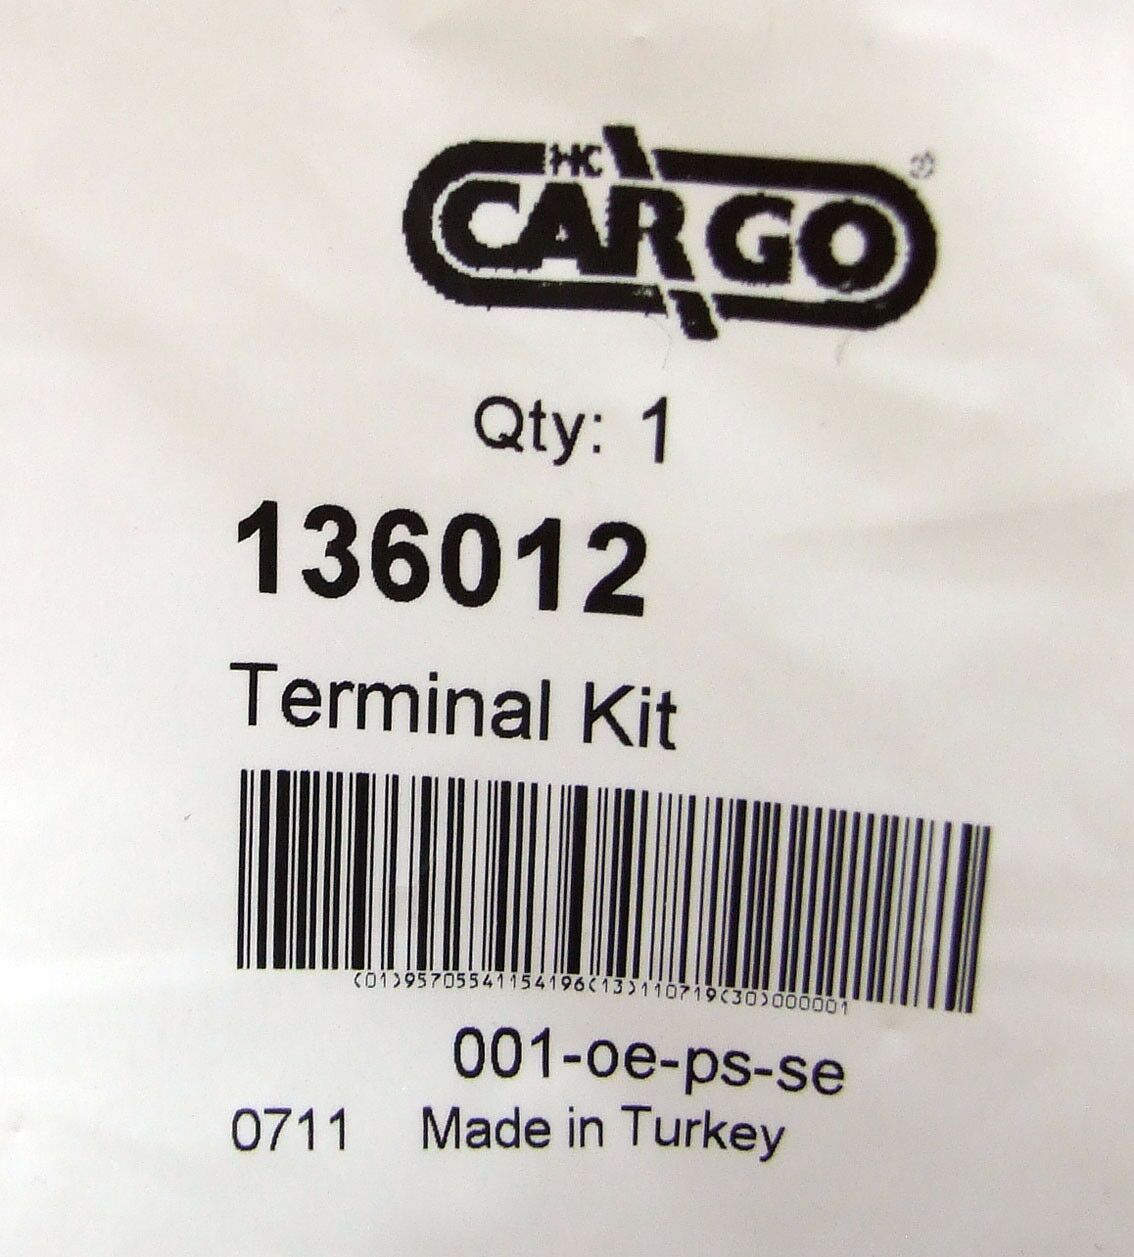 HC
CARGO®
Qty: 1
136012
Terminal Kit
(01)95705541154196(13)110719(30)000001
001-oe-ps-se
0711 Made in Turkey